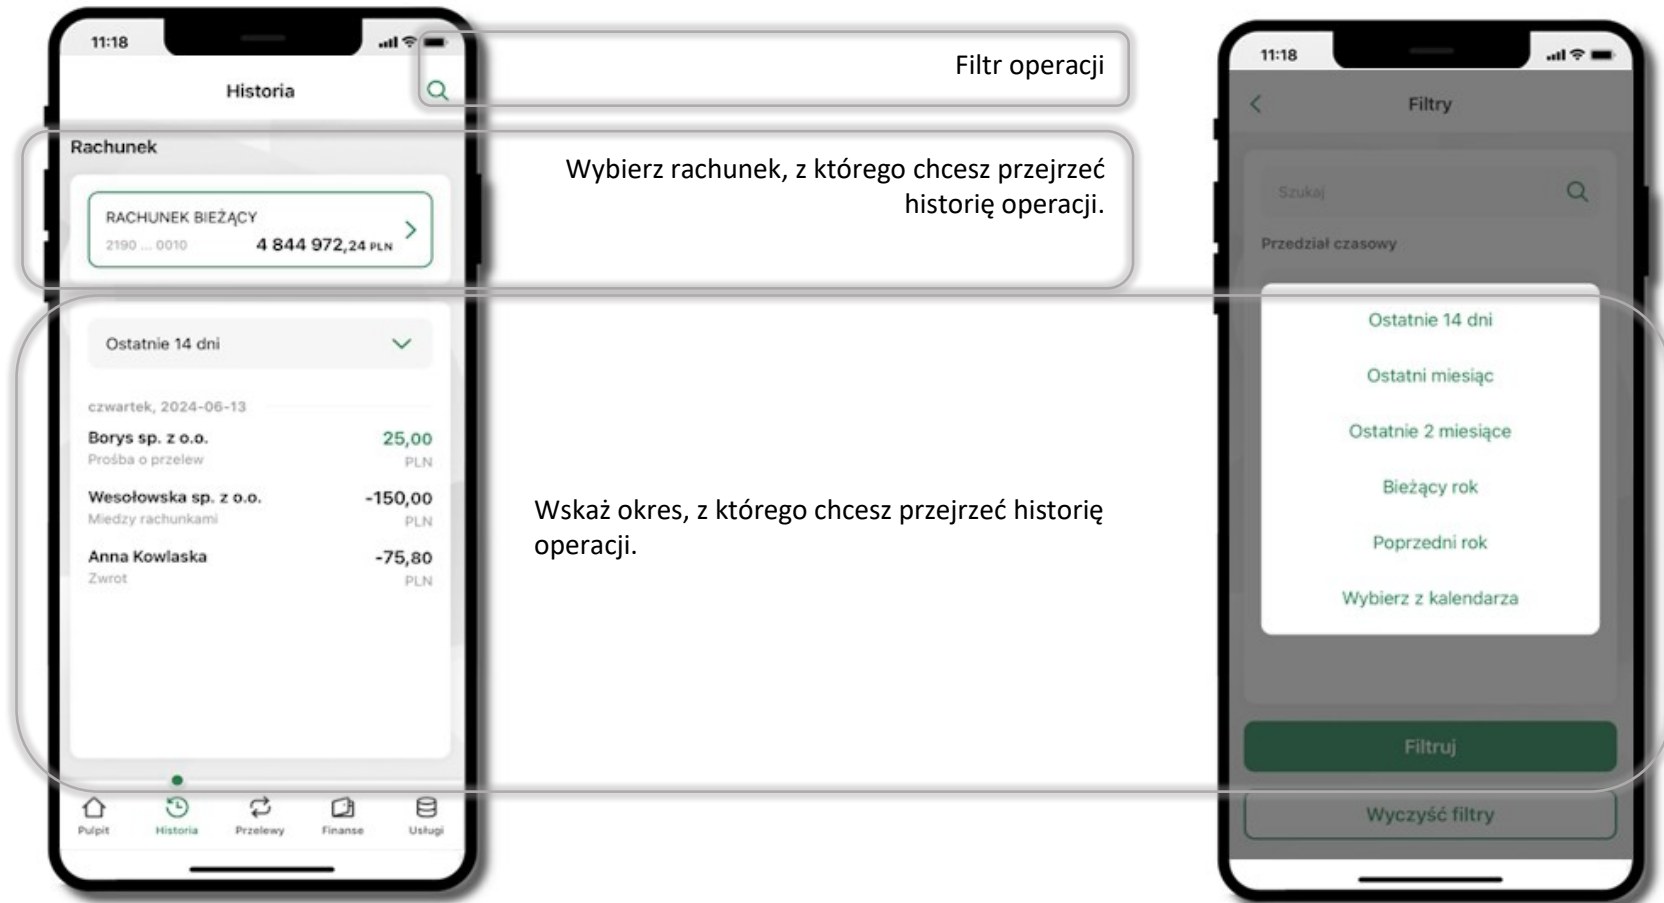 11:18
Historia
Rachunek
RACHUNEK BIEŻĄCY
2190 ... 0010 4 844 972,24 PLN
Ostatnie 14 dni
czwartek, 2024-06-13
Borys sp. z o.o. 25,00
Prośba o przelew PLN
Wesołowska sp. z o.o. -150,00
Miedzy rachunkami PLN
Anna Kowlaska -75,80
Zwrot PLN
Pulpit Historia Przelewy Finanse Usługi
Filtr operacji
Wybierz rachunek, z którego chcesz przejrzeć
historię operacji.
Wskaż okres, z którego chcesz przejrzeć historię
operacji.
11:18
Filtry
Szukaj
Przedział czasowy
Ostatnie 14 dni
Ostatni miesiąc
Ostatnie 2 miesiące
Bieżący rok
Poprzedni rok
Wybierz z kalendarza
Filtruj
Wyczyść filtry